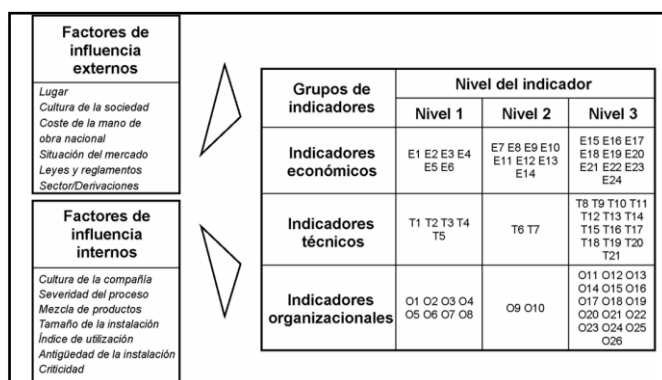 Factores de
influencia
externos
Lugar
Cultura de la sociedad
Coste de la mano de
obra nacional
Situación del mercado
Leyes y reglamentos
Sector/Derivaciones
Factores de
influencia
internos
Cultura de la compañía
Severidad del proceso
Mezcla de productos
Tamaño de la instalación
Índice de utilización
Antigüedad de la instalación
Criticidad
Grupos de
indicadores
Nivel del indicador
Nivel 1
Nivel 2
Nivel 3
Indicadores
económicos
E1 E2 E3 E4
E5 E6
E7 E8 E9 E10
E11 E12 E13
E14
E15 E16 E17
E18 E19 E20
E21 E22 E23
E24
Indicadores
técnicos
T1 T2 T3 T4
T5
T6 T7
T8 T9 T10 T11
T12 T13 T14
T15 T16 T17
T18 T19 T20
T21
Indicadores
organizacionales
O1 O2 O3 O4
O5 O6 O7 O8
O9 O10
O11 O12 O13
O14 O15 O16
O17 O18 O19
O20 O21 O22
O23 O24 O25
O26